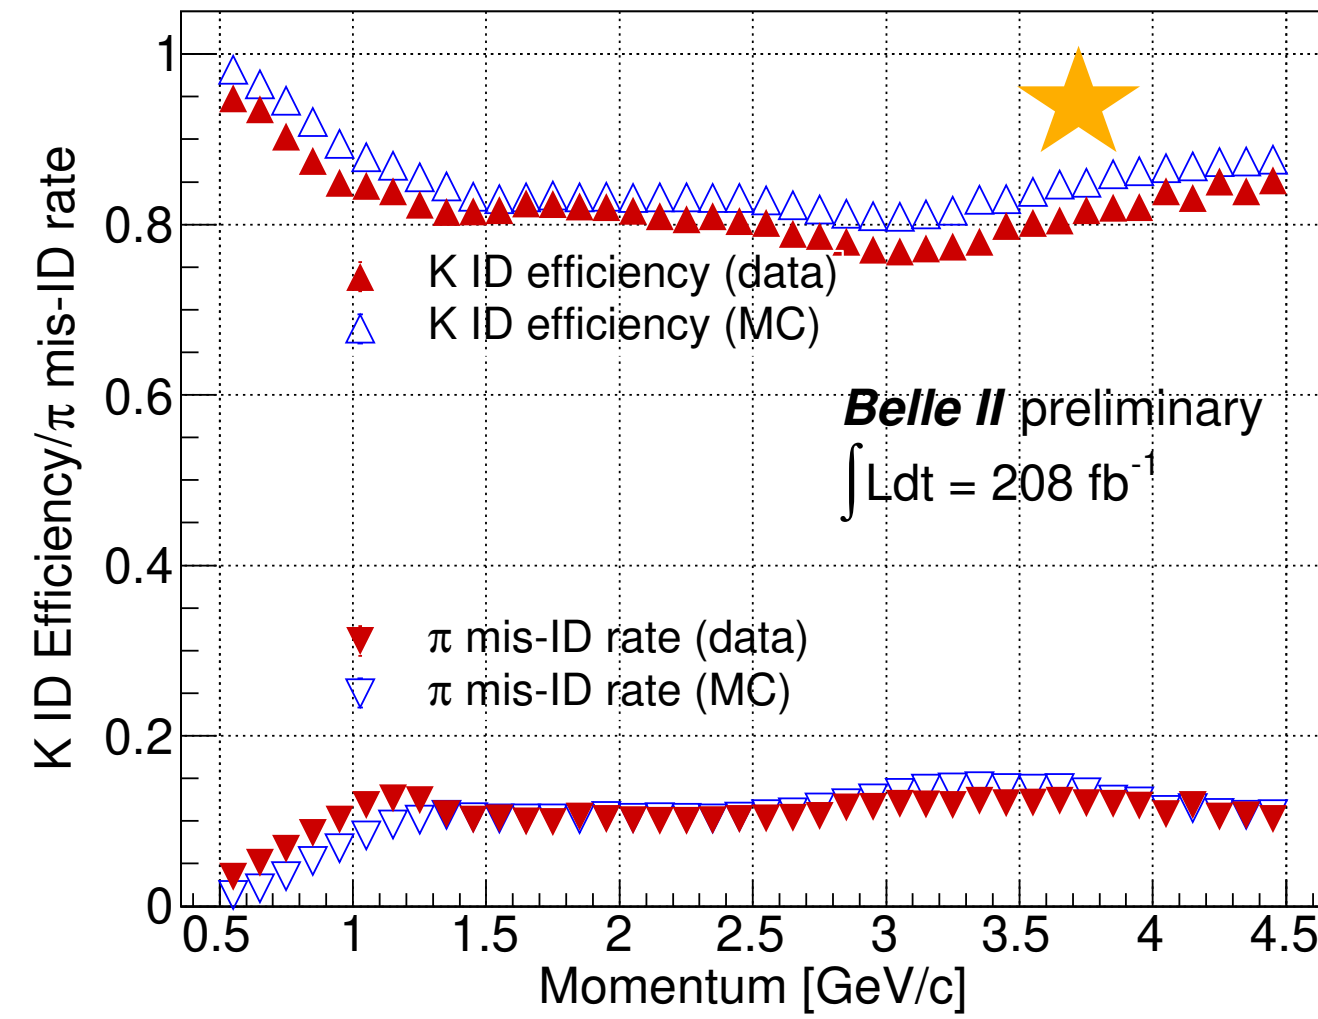 K ID Efficiency/π mis-ID rate
1
0.8
0.6
0.4
0.2
0
K ID efficiency (data)
K ID efficiency (MC)
Belle II preliminary
∫Ldt = 208 fb⁻¹
π mis-ID rate (data)
π mis-ID rate (MC)
0.5 1 1.5 2 2.5 3 3.5 4 4.5
Momentum [GeV/c]